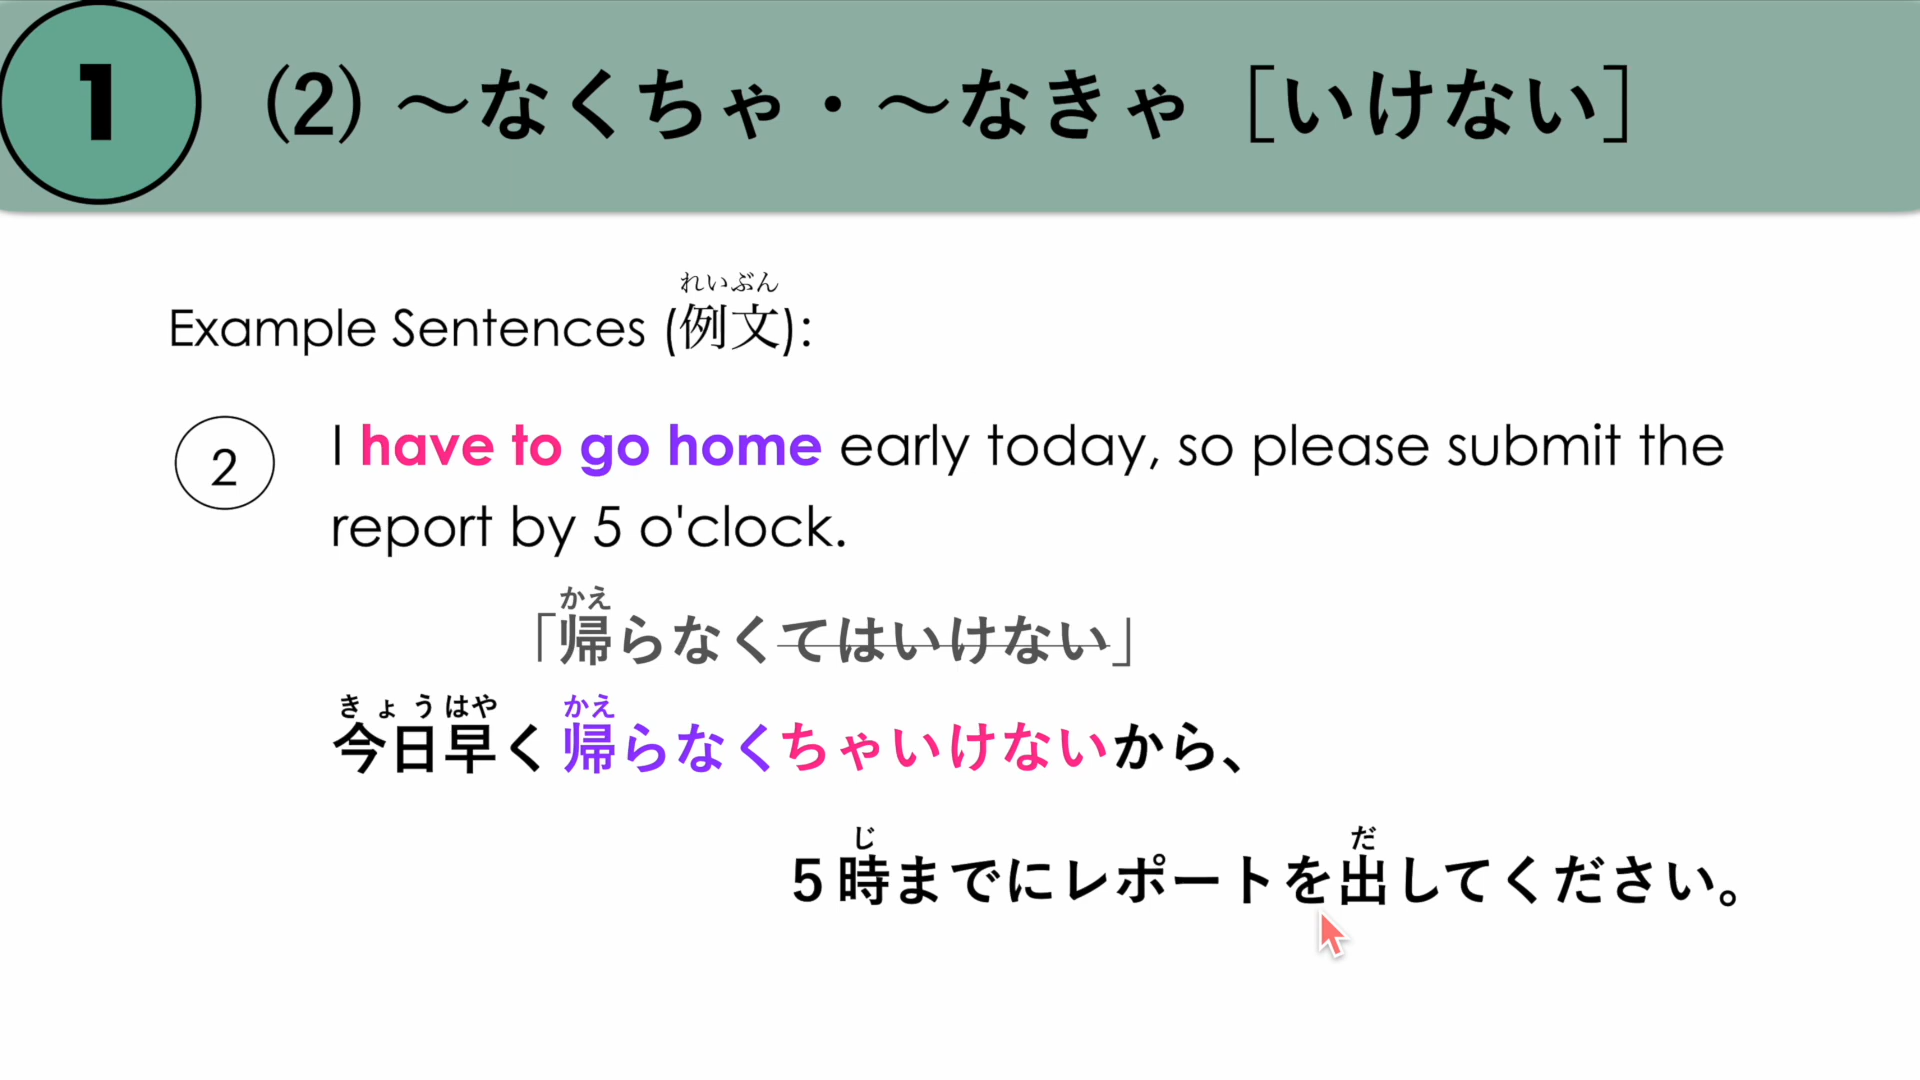 1
(2) ～なくちゃ・～なきゃ［いけない］
れいぶん
Example Sentences (例文):
2
I have to go home early today, so please submit the
report by 5 o'clock.
かえ
「帰らなくてはいけない」
きょう はや かえ
今日早く帰らなくちゃいけないから、
じ だ
5時までにレポートを出してください。